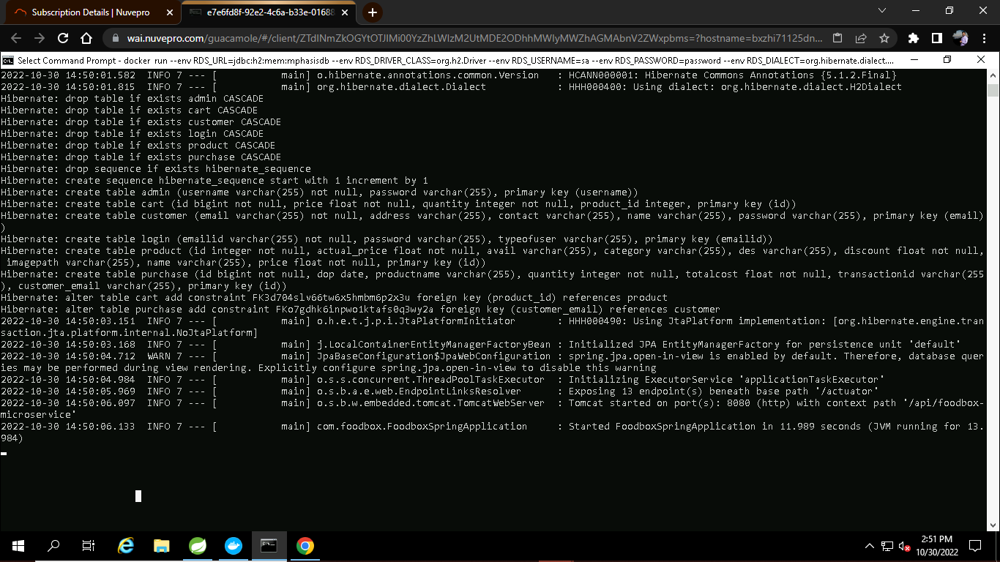 Subscription Details | Nuvepro
e7e6fd8f-92e2-4c6a-b33e-01688
wai.nuvepro.com/guacamole/#/client/ZTdlNmZkOGYtOTJlMi00YzZhLWIzM2UtMDE2ODhhMWIyMWZhAGMAbnV2ZWxpbms=?hostname=bxzhi71125dn...
Select Command Prompt - docker run --env RDS_URL=jdbc:h2:mem:mphasisdb --env RDS_DRIVER_CLASS=org.h2.Driver --env RDS_USERNAME=sa --env RDS_PASSWORD=password --env RDS_DIALECT=org.hibernate.dialect....
2022-10-30 14:50:01.582  INFO 7 --- [           main] o.hibernate.annotations.common.Version   : HCANN000001: Hibernate Commons Annotations {5.1.2.Final}
2022-10-30 14:50:01.815  INFO 7 --- [           main] org.hibernate.dialect.Dialect            : HHH000400: Using dialect: org.hibernate.dialect.H2Dialect
Hibernate: drop table if exists admin CASCADE
Hibernate: drop table if exists cart CASCADE
Hibernate: drop table if exists customer CASCADE
Hibernate: drop table if exists login CASCADE
Hibernate: drop table if exists product CASCADE
Hibernate: drop table if exists purchase CASCADE
Hibernate: drop sequence if exists hibernate_sequence
Hibernate: create sequence hibernate_sequence start with 1 increment by 1
Hibernate: create table admin (username varchar(255) not null, password varchar(255), primary key (username))
Hibernate: create table cart (id bigint not null, price float not null, quantity integer not null, product_id integer, primary key (id))
Hibernate: create table customer (email varchar(255) not null, address varchar(255), contact varchar(255), name varchar(255), password varchar(255), primary key (email)
)
Hibernate: create table login (emailid varchar(255) not null, password varchar(255), typeofuser varchar(255), primary key (emailid))
Hibernate: create table product (id integer not null, actual_price float not null, avail varchar(255), category varchar(255), des varchar(255), discount float not null,
imagepath varchar(255), name varchar(255), price float not null, primary key (id))
Hibernate: create table purchase (id bigint not null, dop date, productname varchar(255), quantity integer not null, totalcost float not null, transactionid varchar(255
), customer_email varchar(255), primary key (id))
Hibernate: alter table cart add constraint FK3d704slv66tw6x5hmbm6p2x3u foreign key (product_id) references product
Hibernate: alter table purchase add constraint FKo7gdhk6inpwo1ktafs0q3wy2a foreign key (customer_email) references customer
2022-10-30 14:50:03.151  INFO 7 --- [           main] o.h.e.t.j.p.i.JtaPlatformInitiator       : HHH000490: Using JtaPlatform implementation: [org.hibernate.engine.tran
saction.jta.platform.internal.NoJtaPlatform]
2022-10-30 14:50:03.168  INFO 7 --- [           main] j.LocalContainerEntityManagerFactoryBean : Initialized JPA EntityManagerFactory for persistence unit 'default'
2022-10-30 14:50:04.712  WARN 7 --- [           main] JpaBaseConfiguration$JpaWebConfiguration : spring.jpa.open-in-view is enabled by default. Therefore, database quer
ies may be performed during view rendering. Explicitly configure spring.jpa.open-in-view to disable this warning
2022-10-30 14:50:04.984  INFO 7 --- [           main] o.s.s.concurrent.ThreadPoolTaskExecutor  : Initializing ExecutorService 'applicationTaskExecutor'
2022-10-30 14:50:05.969  INFO 7 --- [           main] o.s.b.a.e.web.EndpointLinksResolver      : Exposing 13 endpoint(s) beneath base path '/actuator'
2022-10-30 14:50:06.097  INFO 7 --- [           main] o.s.b.w.embedded.tomcat.TomcatWebServer  : Tomcat started on port(s): 8080 (http) with context path '/api/foodbox-
microservice'
2022-10-30 14:50:06.133  INFO 7 --- [           main] com.foodbox.FoodboxSpringApplication     : Started FoodboxSpringApplication in 11.989 seconds (JVM running for 13.
984)
2:51 PM
10/30/2022